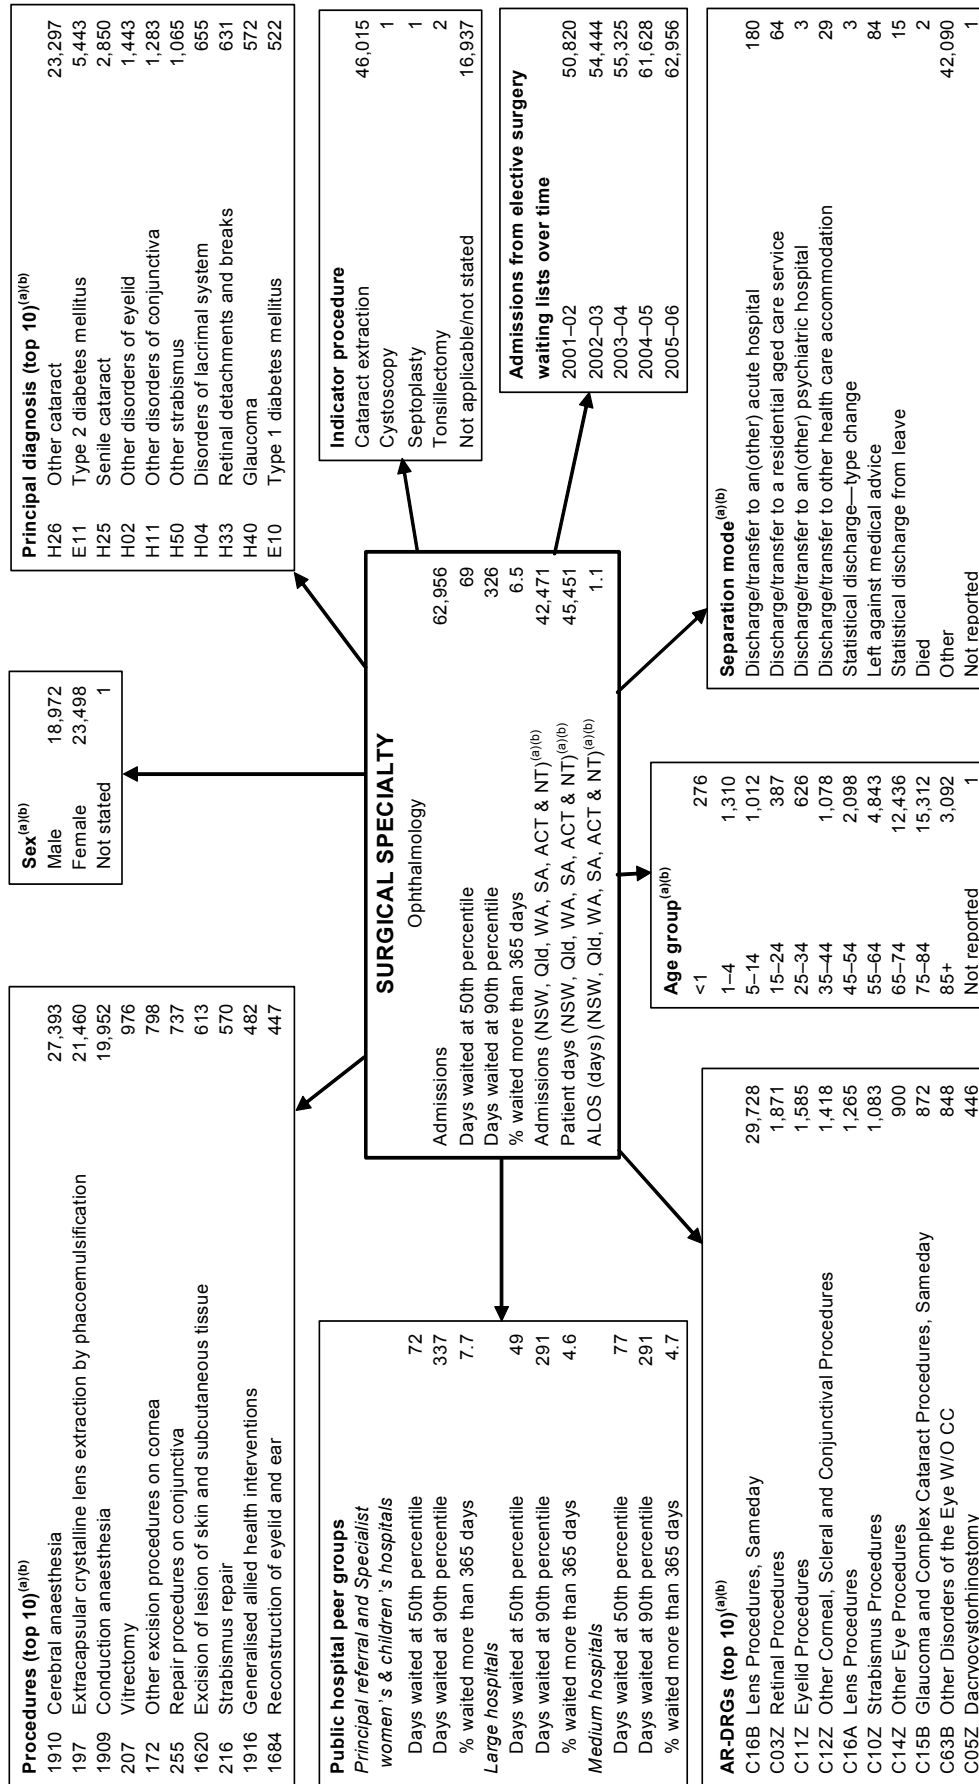 Procedures (top 10)(a)(b)
1910 Cerebral anaesthesia 27,393
197 Extracapsular crystalline lens extraction by phacoemulsification 21,460
1909 Conduction anaesthesia 19,952
207 Vitrectomy 976
172 Other excision procedures on cornea 798
255 Repair procedures on conjunctiva 737
1620 Excision of lesion of skin and subcutaneous tissue 613
216 Strabismus repair 570
1916 Generalised allied health interventions 482
1684 Reconstruction of eyelid and ear 447
Sex(a)(b)
Male 18,972
Female 23,498
Not stated 1
Principal diagnosis (top 10)(a)(b)
H26 Other cataract 23,297
E11 Type 2 diabetes mellitus 5,443
H25 Senile cataract 2,850
H02 Other disorders of eyelid 1,443
H11 Other disorders of conjunctiva 1,283
H50 Other strabismus 1,065
H04 Disorders of lacrimal system 655
H33 Retinal detachments and breaks 631
H40 Glaucoma 572
E10 Type 1 diabetes mellitus 522
Public hospital peer groups
Principal referral and Specialist
women's & children's hospitals
Days waited at 50th percentile 72
Days waited at 90th percentile 337
% waited more than 365 days 7.7
Large hospitals
Days waited at 50th percentile 49
Days waited at 90th percentile 291
% waited more than 365 days 4.6
Medium hospitals
Days waited at 50th percentile 77
Days waited at 90th percentile 291
% waited more than 365 days 4.7
SURGICAL SPECIALTY
Ophthalmology
Admissions 62,956
Days waited at 50th percentile 69
Days waited at 90th percentile 326
% waited more than 365 days 6.5
Admissions (NSW, Qld, WA, SA, ACT & NT)(a)(b) 42,471
Patient days (NSW, Qld, WA, SA, ACT & NT)(a)(b) 45,451
ALOS (days) (NSW, Qld, WA, SA, ACT & NT)(a)(b) 1.1
Indicator procedure
Cataract extraction 46,015
Cystoscopy 1
Septoplasty 1
Tonsillectomy 2
Not applicable/not stated 16,937
Admissions from elective surgery
waiting lists over time
2001–02 50,820
2002–03 54,444
2003–04 55,325
2004–05 61,628
2005–06 62,956
AR-DRGs (top 10)(a)(b)
C16B Lens Procedures, Sameday 29,728
C03Z Retinal Procedures 1,871
C11Z Eyelid Procedures 1,585
C12Z Other Corneal, Scleral and Conjunctival Procedures 1,418
C16A Lens Procedures 1,265
C10Z Strabismus Procedures 1,083
C14Z Other Eye Procedures 900
C15B Glaucoma and Complex Cataract Procedures, Sameday 872
C63B Other Disorders of the Eye W/O CC 848
C05Z Dacryocystorhinostomy 446
Age group(a)(b)
<1 276
1–4 1,310
5–14 1,012
15–24 387
25–34 626
35–44 1,078
45–54 2,098
55–64 4,843
65–74 12,436
75–84 15,312
85+ 3,092
Not reported 1
Separation mode(a)(b)
Discharge/transfer to an(other) acute hospital 180
Discharge/transfer to a residential aged care service 64
Discharge/transfer to an(other) psychiatric hospital 3
Discharge/transfer to other health care accommodation 29
Statistical discharge—type change 3
Left against medical advice 84
Statistical discharge from leave 15
Died 2
Other 42,090
Not reported 1